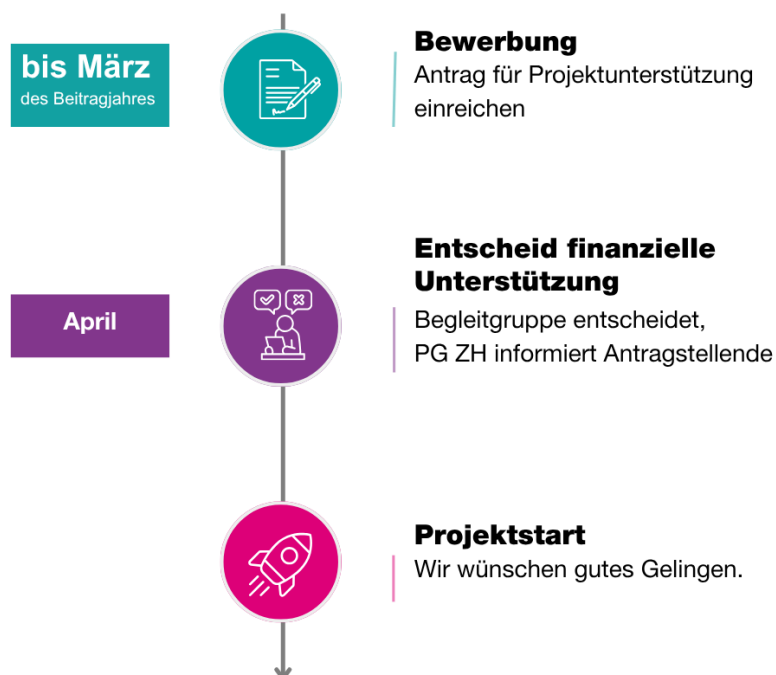 bis März
des Beitragjahres
Bewerbung
Antrag für Projektunterstützung
einreichen
April
Entscheid finanzielle
Unterstützung
Begleitgruppe entscheidet,
PG ZH informiert Antragstellende
Projektstart
Wir wünschen gutes Gelingen.